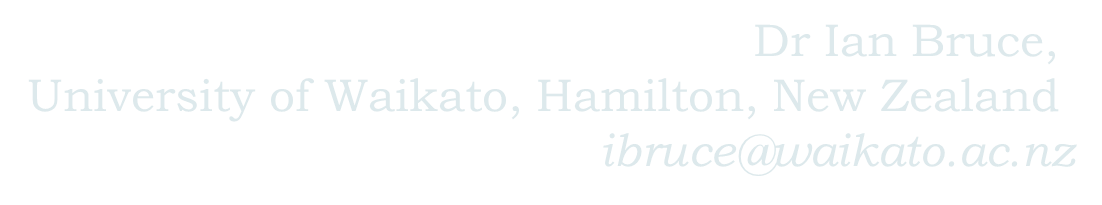 Dr Ian Bruce,
University of Waikato, Hamilton, New Zealand
ibruce@waikato.ac.nz